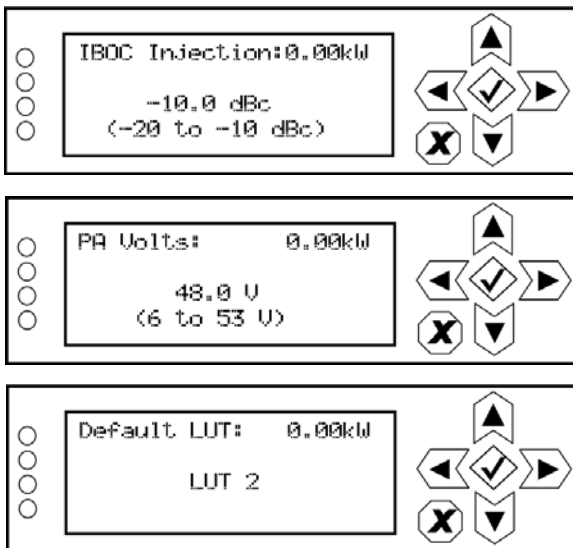 IBOC Injection:0.00kW
-10.0 dBc
(-20 to -10 dBc)
PA Volts: 0.00kW
48.0 V
(6 to 53 V)
Default LUT: 0.00kW
LUT 2